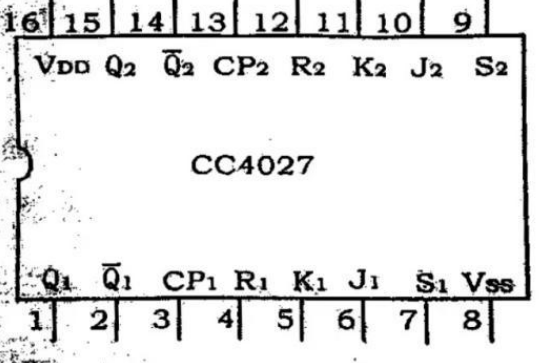 16 15 14 13 12 11 10 9
VDD Q2 Q̅2 CP2 R2 K2 J2 S2
CC4027
Q1 Q̅1 CP1 R1 K1 J1 S1 VSS
1 2 3 4 5 6 7 8